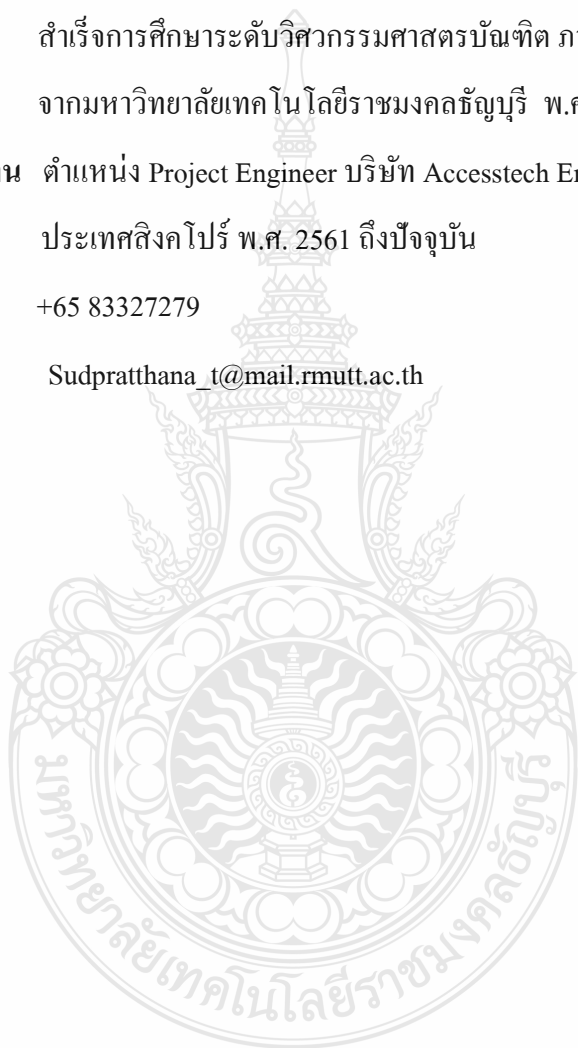 สำเร็จการศึกษาระดับวิศวกรรมศาสตรบัณฑิต
จากมหาวิทยาลัยเทคโนโลยีราชมงคลธัญบุรี
ตำแหน่ง Project Engineer บริษัท Accesstech
ประเทศสิงคโปร์ พ.ศ. 2561 ถึงปัจจุบัน
+65 83327279
Sudpratthana_t@mail.rmutt.ac.th
มหาวิทยาลัยเทคโนโลยีราชมงคลธัญบุรี